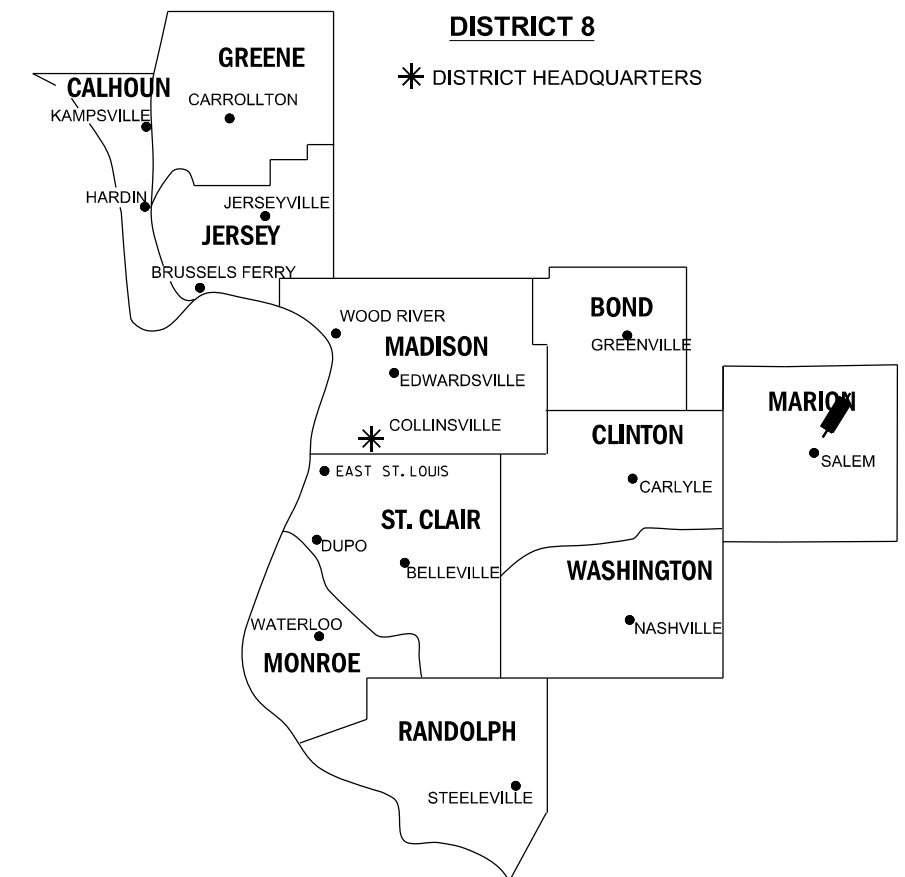 DISTRICT 8
DISTRICT HEADQUARTERS
GREENE
CALHOUN
CARROLLTON
KAMPSVILLE
HARDIN
JERSEYVILLE
JERSEY
BRUSSELS FERRY
WOOD RIVER
MADISON
EDWARDSVILLE
COLLINSVILLE
BOND
GREENVILLE
MARION
SALEM
CLINTON
CARLYLE
EAST ST. LOUIS
ST. CLAIR
DUPO
BELLEVILLE
WASHINGTON
NASHVILLE
WATERLOO
MONROE
RANDOLPH
STEELEVILLE